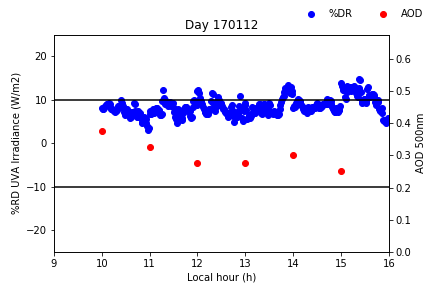 %DR AOD
Day 170112
%RD UVA Irradiance (W/m2)
20
10
0
−10
−20
0.6
0.5
0.4
0.3
0.2
0.1
0.0
AOD 500nm
9 10 11 12 13 14 15 16
Local hour (h)